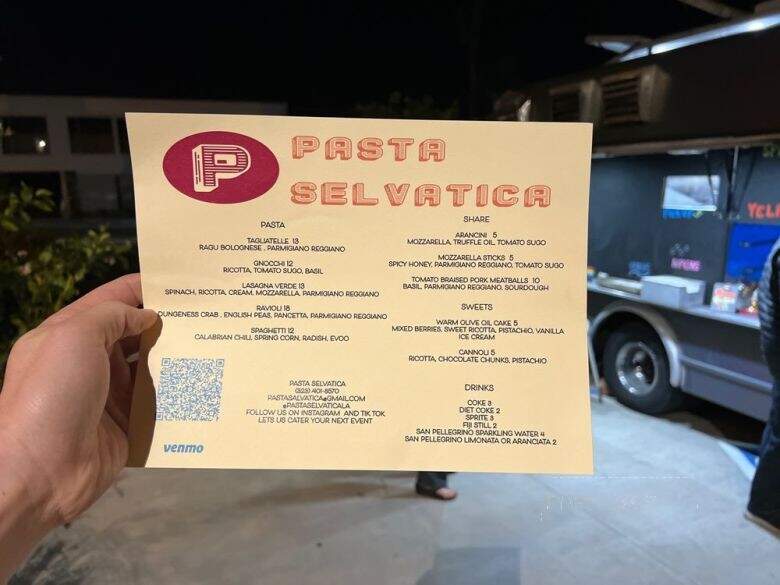 P
PASTA
SELVATICA
PASTA
TAGLIATELLE 13
RAGU BOLOGNESE , PARMIGIANO REGGIANO
GNOCCHI 12
RICOTTA, TOMATO SUGO, BASIL
LASAGNA VERDE 13
SPINACH, RICOTTA, CREAM, MOZZARELLA, PARMIGIANO REGGIANO
RAVIOLI 18
DUNGENESS CRAB , ENGLISH PEAS, PANCETTA, PARMIGIANO REGGIANO
SPAGHETTI 12
CALABRIAN CHILI, SPRING CORN, RADISH, EVOO
PASTA SELVATICA
(323) 401-8570
PASTASELVATICA@GMAIL.COM
@PASTASELVATICALA
FOLLOW US ON INSTAGRAM AND TIK TOK
LETS US CATER YOUR NEXT EVENT
venmo
SHARE
ARANCINI 5
MOZZARELLA, TRUFFLE OIL, TOMATO SUGO
MOZZARELLA STICKS 5
SPICY HONEY, PARMIGIANO REGGIANO, TOMATO SUGO
TOMATO BRAISED PORK MEATBALLS 10
BASIL, PARMIGIANO REGGIANO, SOURDOUGH
SWEETS
WARM OLIVE OIL CAKE 5
MIXED BERRIES, SWEET RICOTTA, PISTACHIO, VANILLA
ICE CREAM
CANNOLI 5
RICOTTA, CHOCOLATE CHUNKS, PISTACHIO
DRINKS
COKE 3
DIET COKE 2
SPRITE 3
FIJI STILL 2
SAN PELLEGRINO SPARKLING WATER 4
SAN PELLEGRINO LIMONATA OR ARANCIATA 2